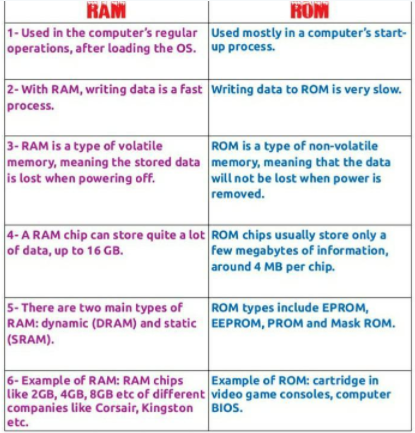 RAM
ROM
1- Used in the computer's regular
operations, after loading the OS.
Used mostly in a computer's start-
up process.
2- With RAM, writing data is a fast
process.
Writing data to ROM is very slow.
3- RAM is a type of volatile
memory, meaning the stored data
is lost when powering off.
ROM is a type of non-volatile
memory, meaning that the data
will not be lost when power is
removed.
4- A RAM chip can store quite a lot
of data, up to 16 GB.
ROM chips usually store only a
few megabytes of information,
around 4 MB per chip.
5- There are two main types of
RAM: dynamic (DRAM) and static
(SRAM).
ROM types include EPROM,
EEPROM, PROM and Mask ROM.
6- Example of RAM: RAM chips
like 2GB, 4GB, 8GB etc of different
companies like Corsair, Kingston
etc.
Example of ROM: cartridge in
video game consoles, computer
BIOS.